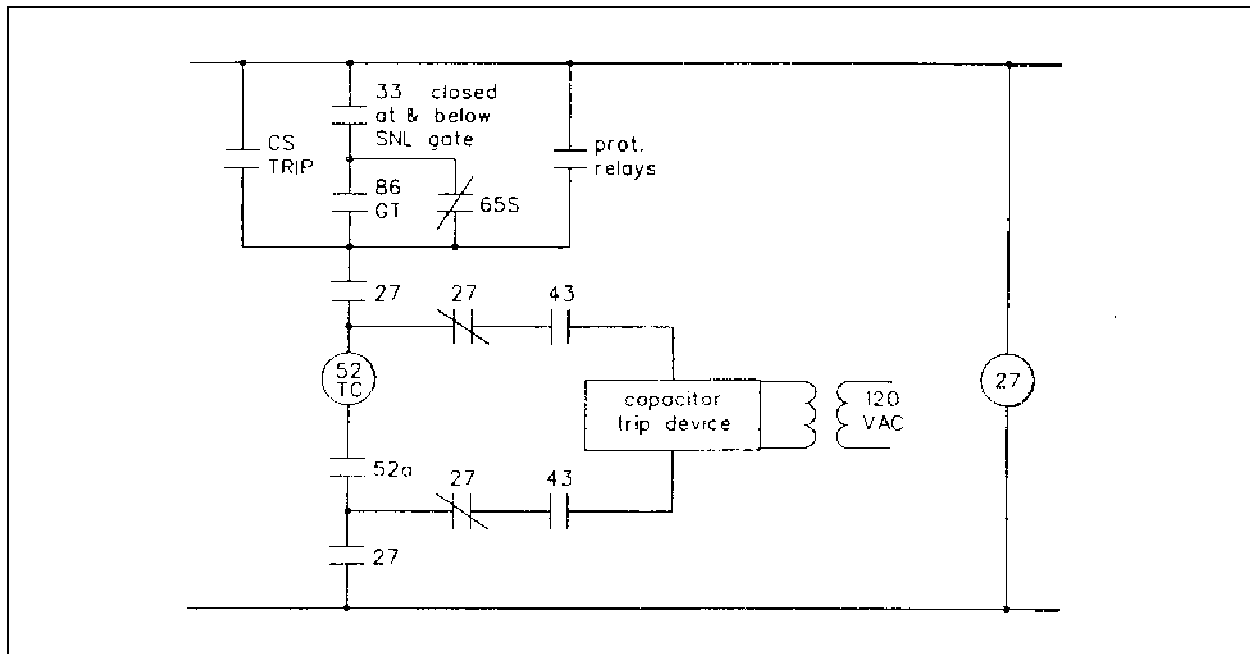 33 closed
at & below
SNL gate
CS
TRIP
prot.
relays
86
GT
65S
27
27
43
52
TC
27
capacitor
trip device
120
VAC
52a
27
43
27